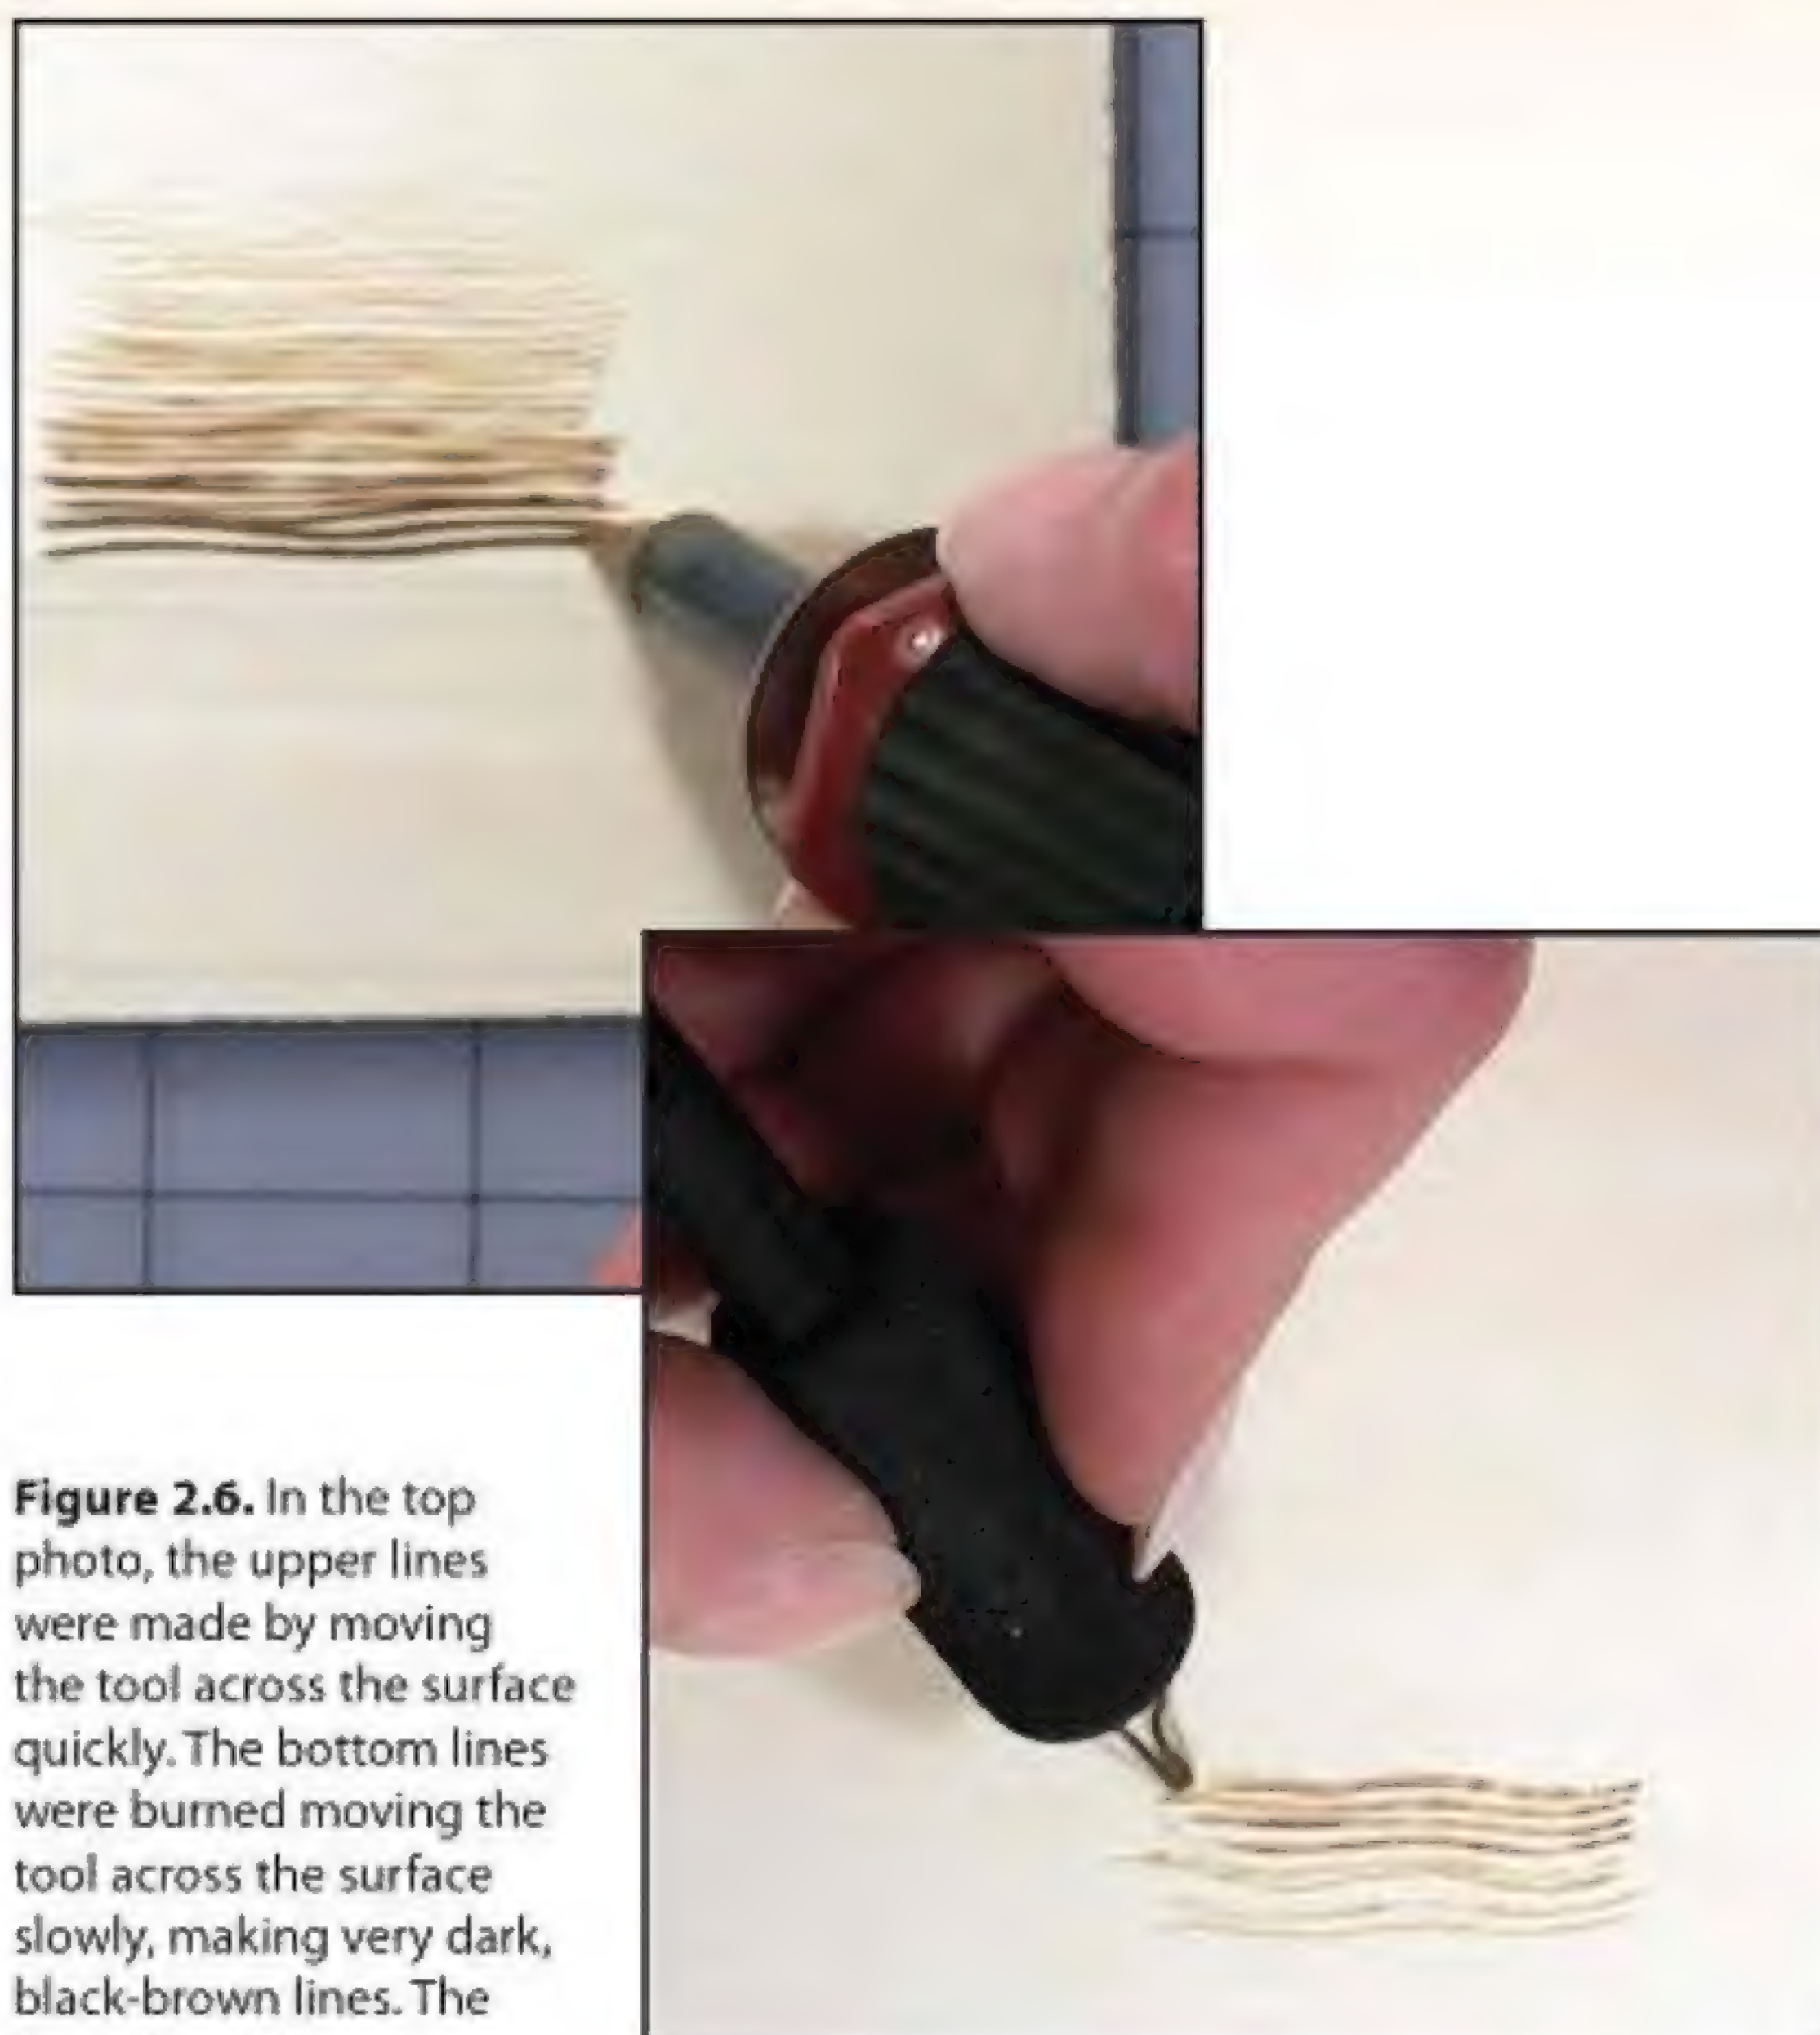 Figure 2.6. In the top
photo, the upper lines
were made by moving
the tool across the surface
quickly. The bottom lines
were burned moving the
tool across the surface
slowly, making very dark,
black-brown lines. The